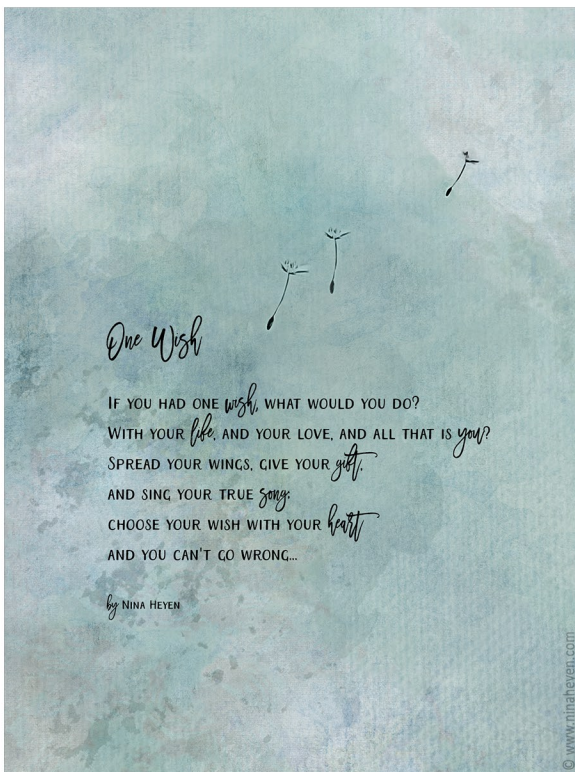 One Wish
If you had one wish, what would you do?
With your life, and your love, and all that is you?
Spread your wings, give your gift,
and sing your true song;
choose your wish with your heart
and you can't go wrong...
by Nina Heyen
© www.ninaheyen.com